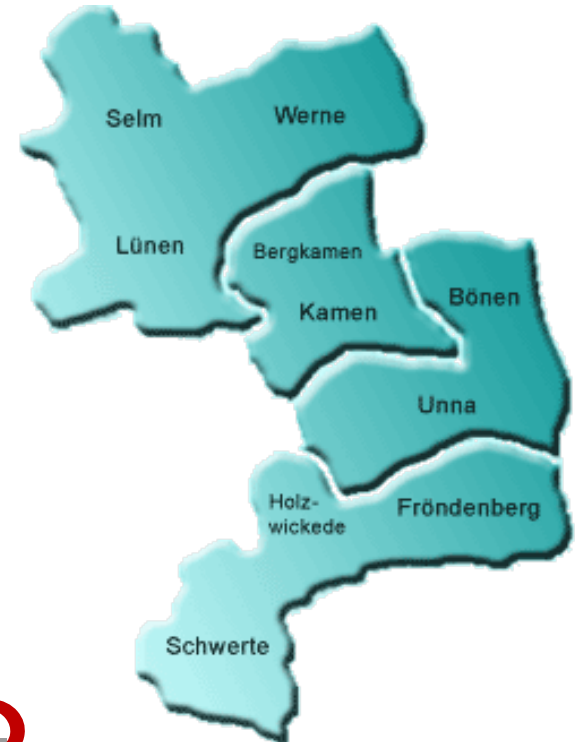 Selm
Werne
Lünen
Bergkamen
Kamen
Bönen
Unna
Holz-
wickede
Fröndenberg
Schwerte